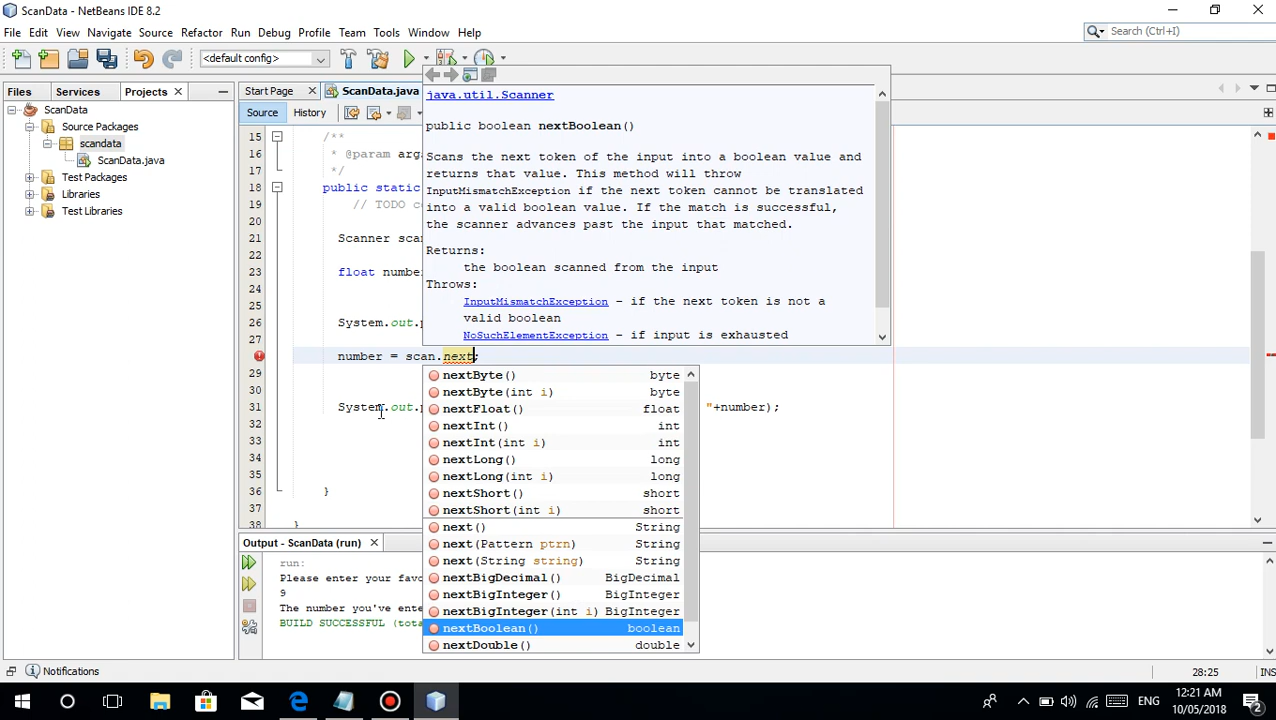 ScanData - NetBeans IDE 8.2
File Edit View Navigate Source Refactor Run Debug Profile Team Tools Window Help
Search (Ctrl+I)
<default config>
Files Services Projects
Start Page ScanData.java
ScanData
Source Packages
scandata
ScanData.java
Test Packages
Libraries
Test Libraries
Source History
15 /**
16 * @param
17 */
18 public static
19 // TODO
20
21 Scanner
22
23 float number
24
25
26 System.out.
27
number = scan.next;
29
30
31 System.out. "+number);
32
33
34
35
36 }
37
38 }
java.util.Scanner
public boolean nextBoolean()
Scans the next token of the input into a boolean value and
returns that value. This method will throw
InputMismatchException if the next token cannot be translated
into a valid boolean value. If the match is successful,
the scanner advances past the input that matched.
Returns:
the boolean scanned from the input
Throws:
InputMismatchException - if the next token is not a
valid boolean
NoSuchElementException - if input is exhausted
nextByte() byte
nextByte(int i) byte
nextFloat() float
nextInt() int
nextInt(int i) int
nextLong() long
nextLong(int i) long
nextShort() short
nextShort(int i) short
next() String
next(Pattern ptrn) String
next(String string) String
nextBigDecimal() BigDecimal
nextBigInteger() BigInteger
nextBigInteger(int i) BigInteger
nextBoolean() boolean
nextDouble() double
Output - ScanData (run)
run:
Please enter your
9
The number you've
BUILD SUCCESSFUL
Notifications
28:25 INS
ENG
12:21 AM
10/05/2018
2